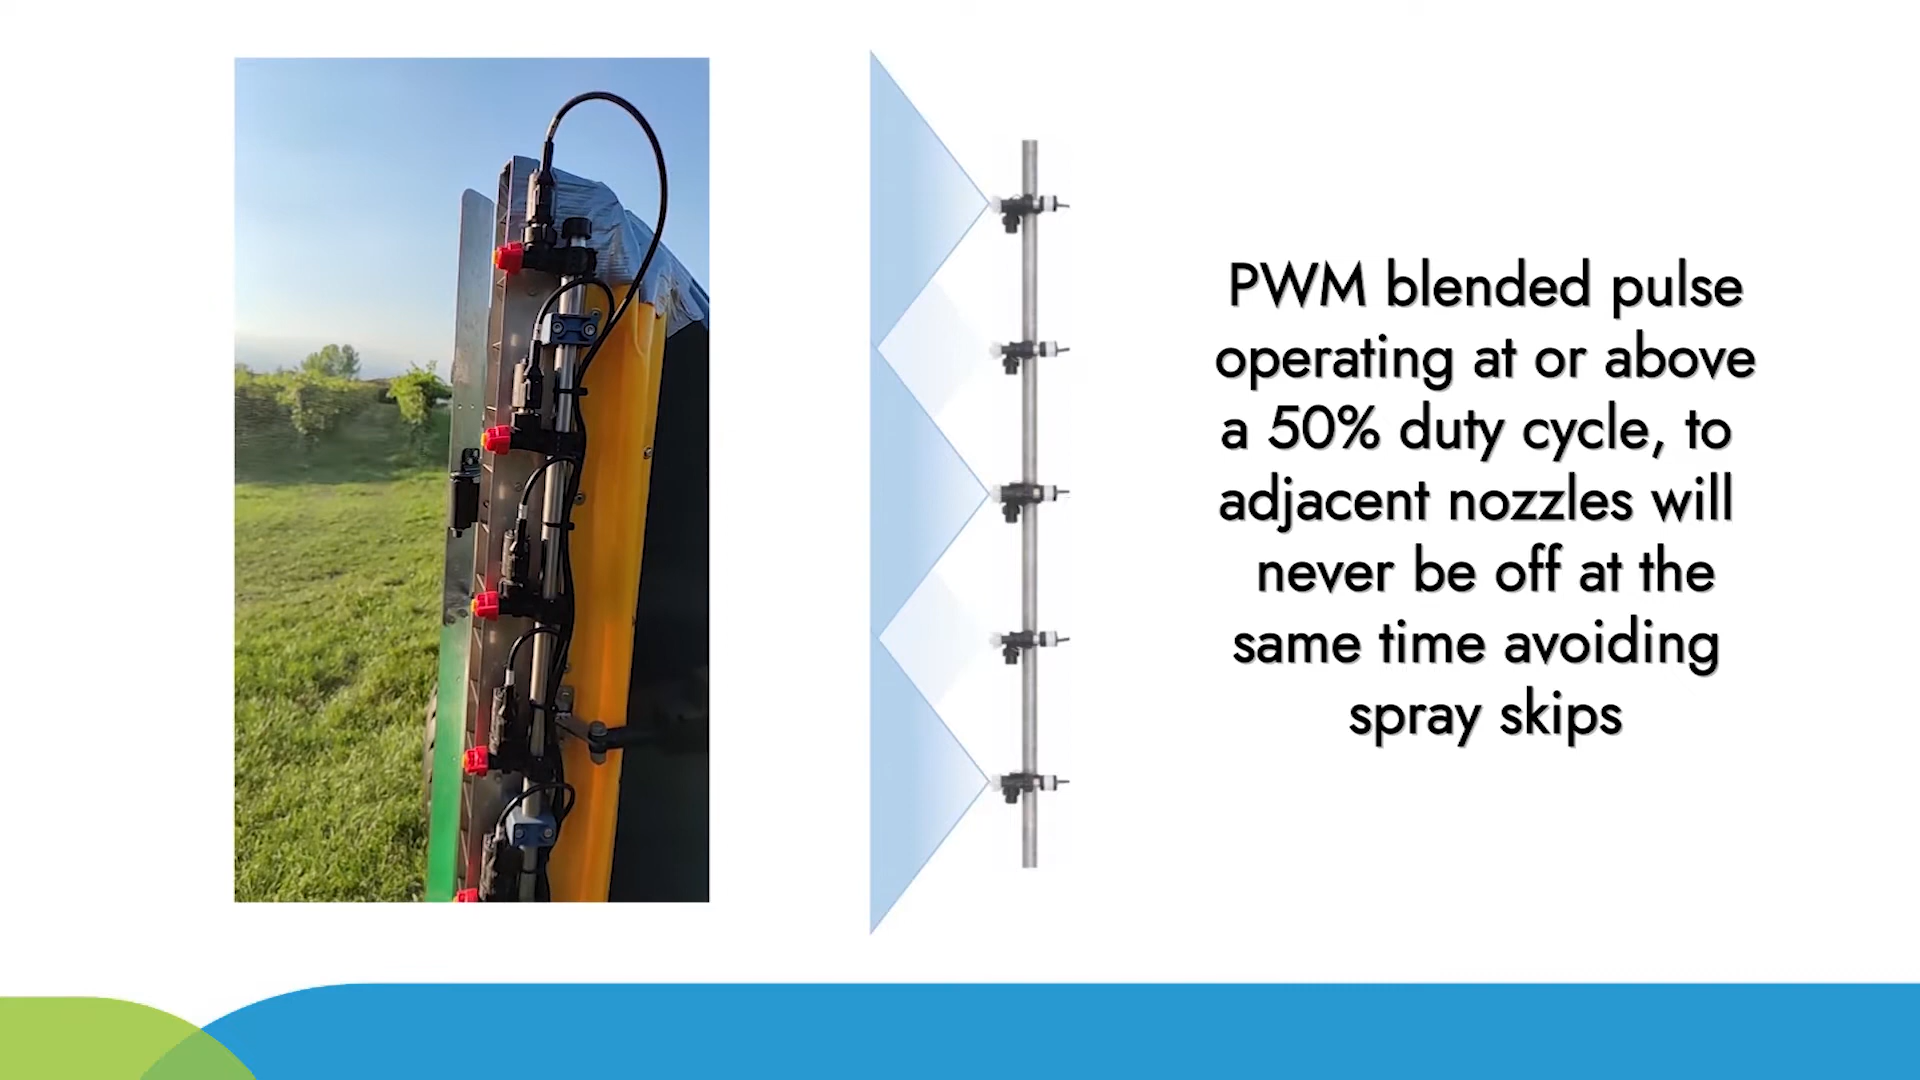 PWM blended pulse
operating at or above
a 50% duty cycle, to
adjacent nozzles will
never be off at the
same time avoiding
spray skips